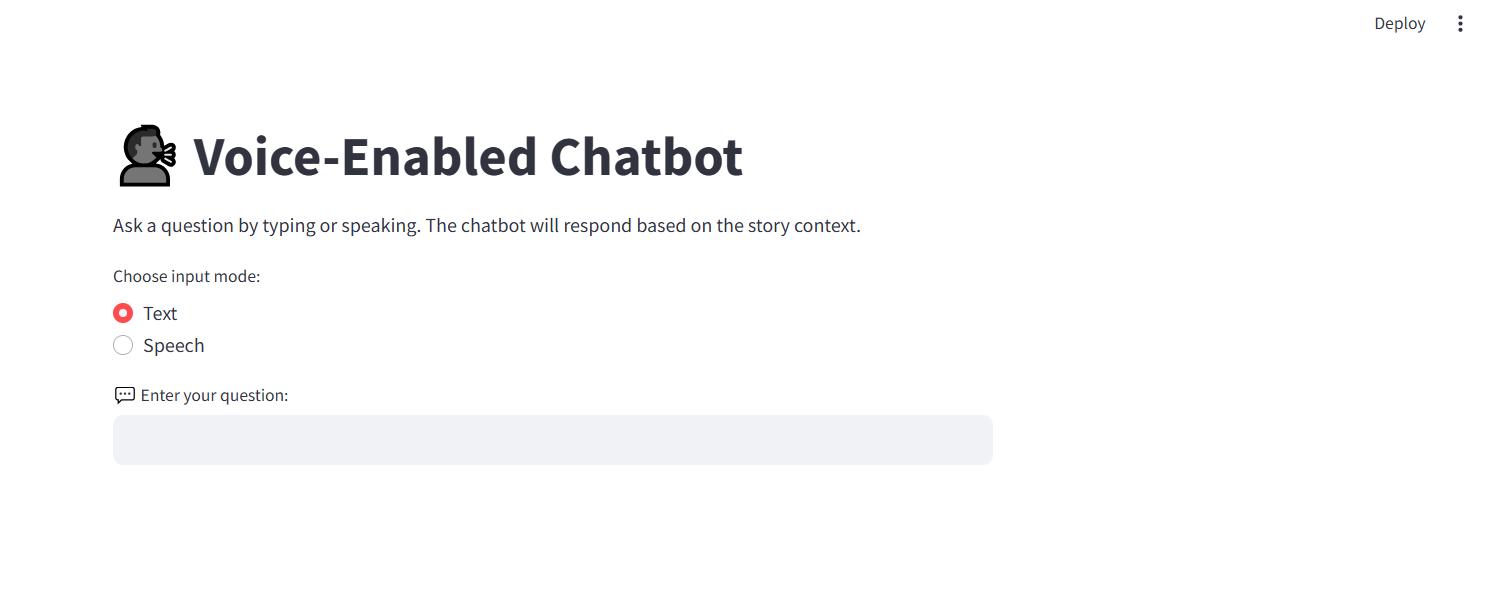 Deploy
Voice-Enabled Chatbot
Ask a question by typing or speaking. The chatbot will respond based on the story context.
Choose input mode:
Text
Speech
Enter your question: